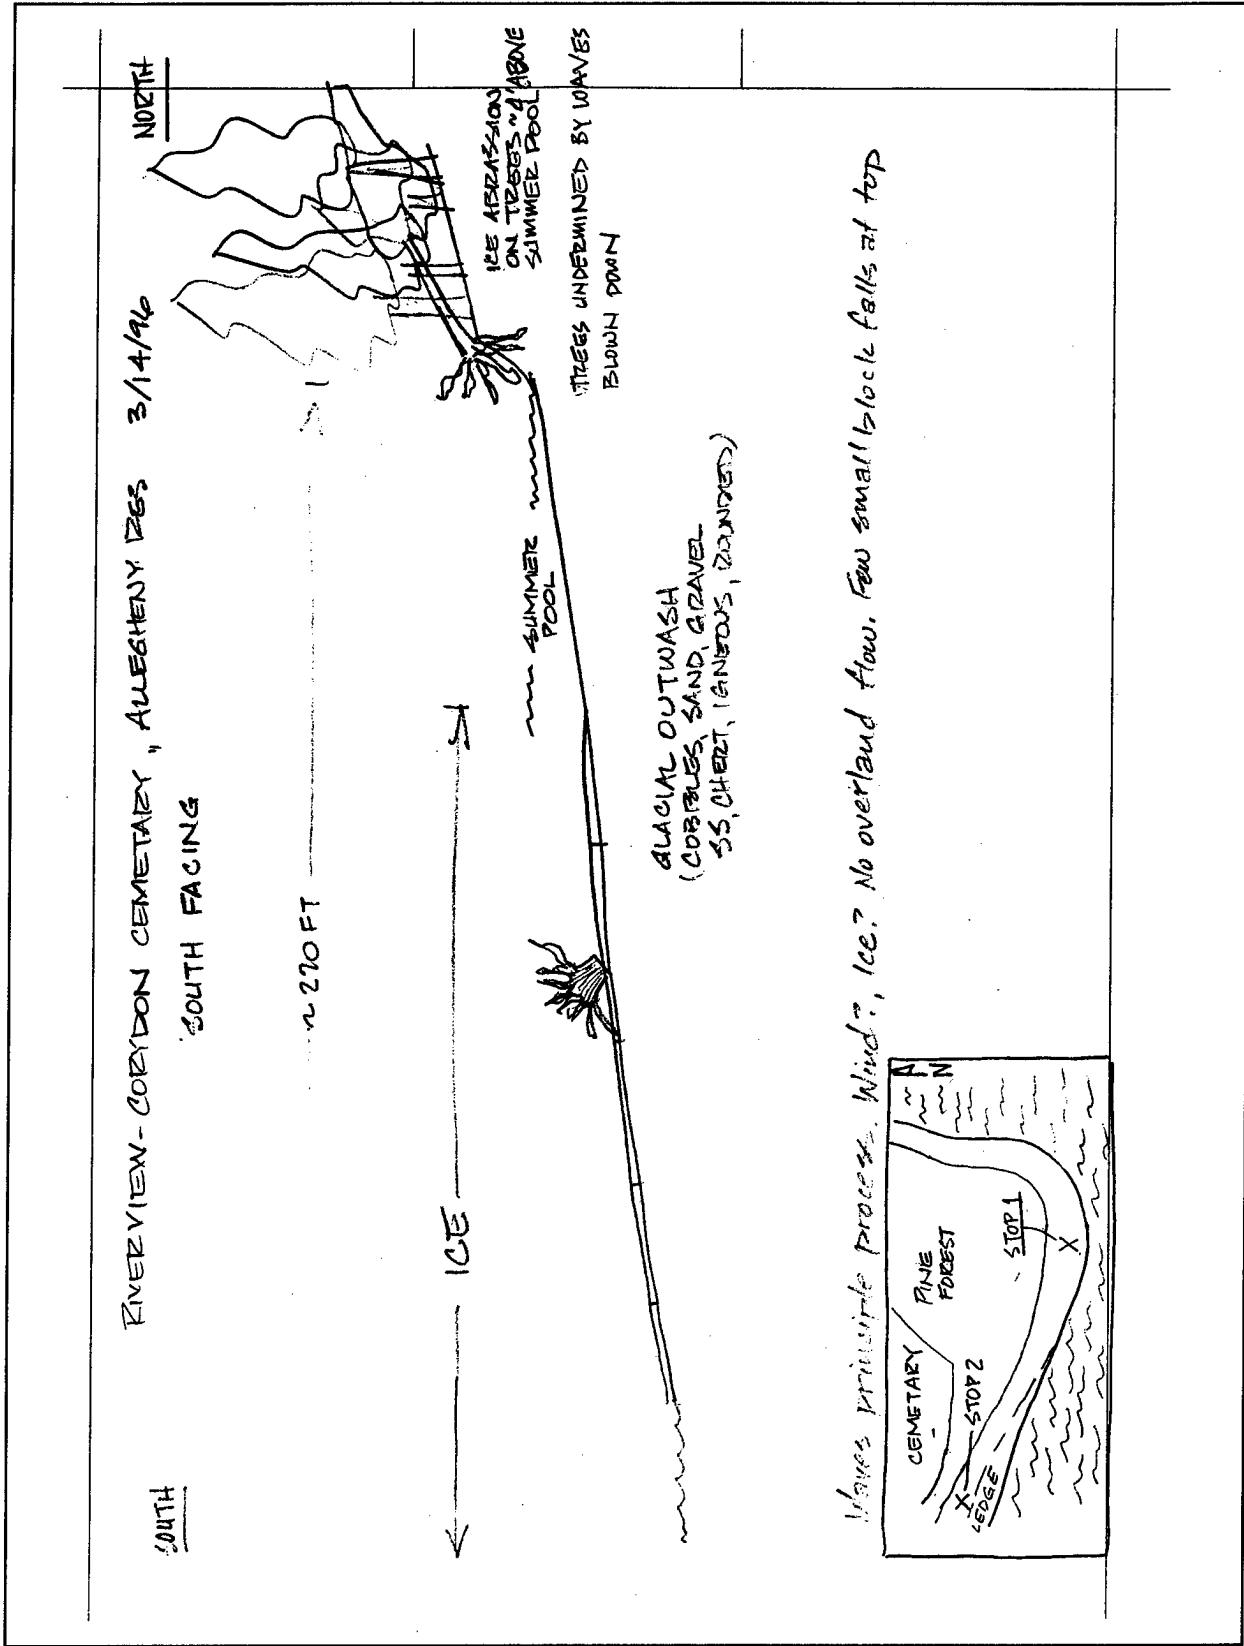 RIVERVIEW-CORYDON CEMETARY, ALLEGHENY RES 3/14/96
SOUTH
SOUTH FACING
NORTH
~ 220 FT
ICE
SUMMER
POOL
ICE ABRASSION
ON TREES ~4' ABOVE
SUMMER POOL
TREES UNDERMINED BY WAVES
BLOWN DOWN
GLACIAL OUTWASH
(COBBLES, SAND, GRAVEL
SS, CHERT, IGNEOUS, ROUNDED)
Waves principle process. Wind?, Ice? No overland flow. Few small block falls at top
CEMETARY
PINE
FOREST
STOP 1
X
STOP 2
X
LEDGE
N